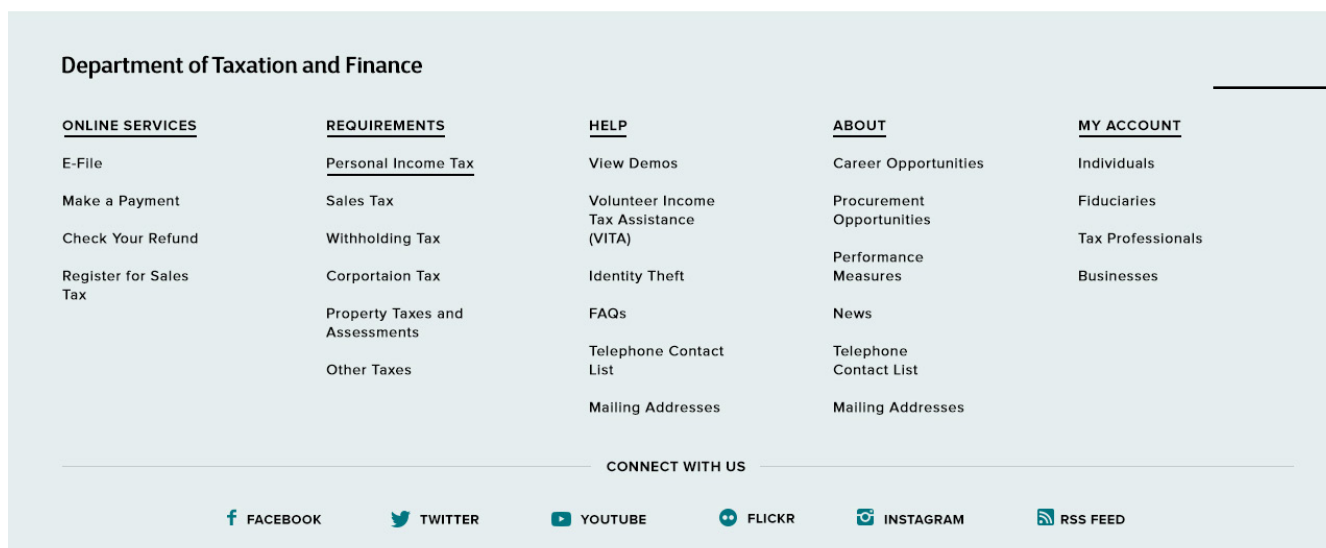 Department of Taxation and Finance
ONLINE SERVICES
E-File
Make a Payment
Check Your Refund
Register for Sales
Tax
REQUIREMENTS
Personal Income Tax
Sales Tax
Withholding Tax
Corportaion Tax
Property Taxes and
Assessments
Other Taxes
HELP
View Demos
Volunteer Income
Tax Assistance
(VITA)
Identity Theft
FAQs
Telephone Contact
List
Mailing Addresses
ABOUT
Career Opportunities
Procurement
Opportunities
Performance
Measures
News
Telephone
Contact List
Mailing Addresses
MY ACCOUNT
Individuals
Fiduciaries
Tax Professionals
Businesses
CONNECT WITH US
FACEBOOK
TWITTER
YOUTUBE
FLICKR
INSTAGRAM
RSS FEED